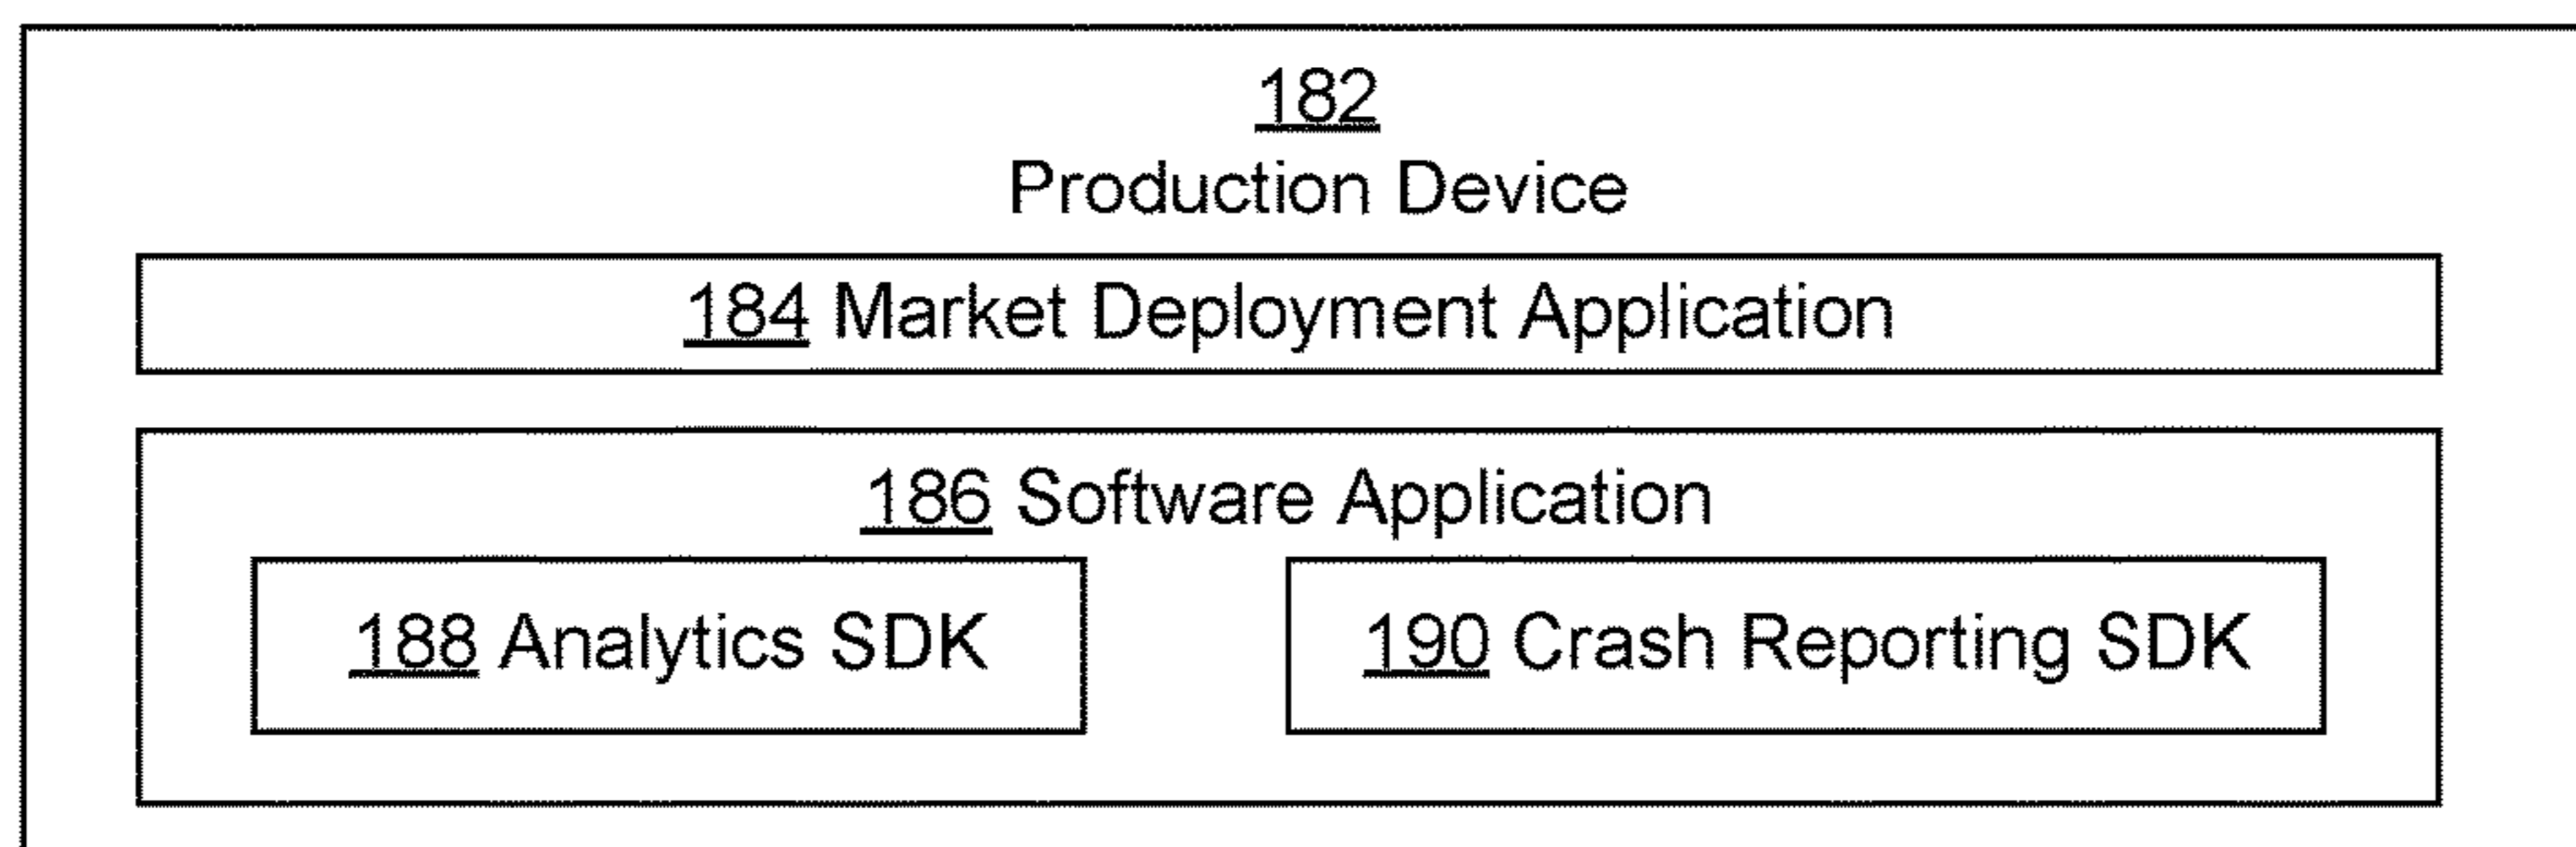 182
Production Device
184 Market Deployment Application
186 Software Application
188 Analytics SDK
190 Crash Reporting SDK